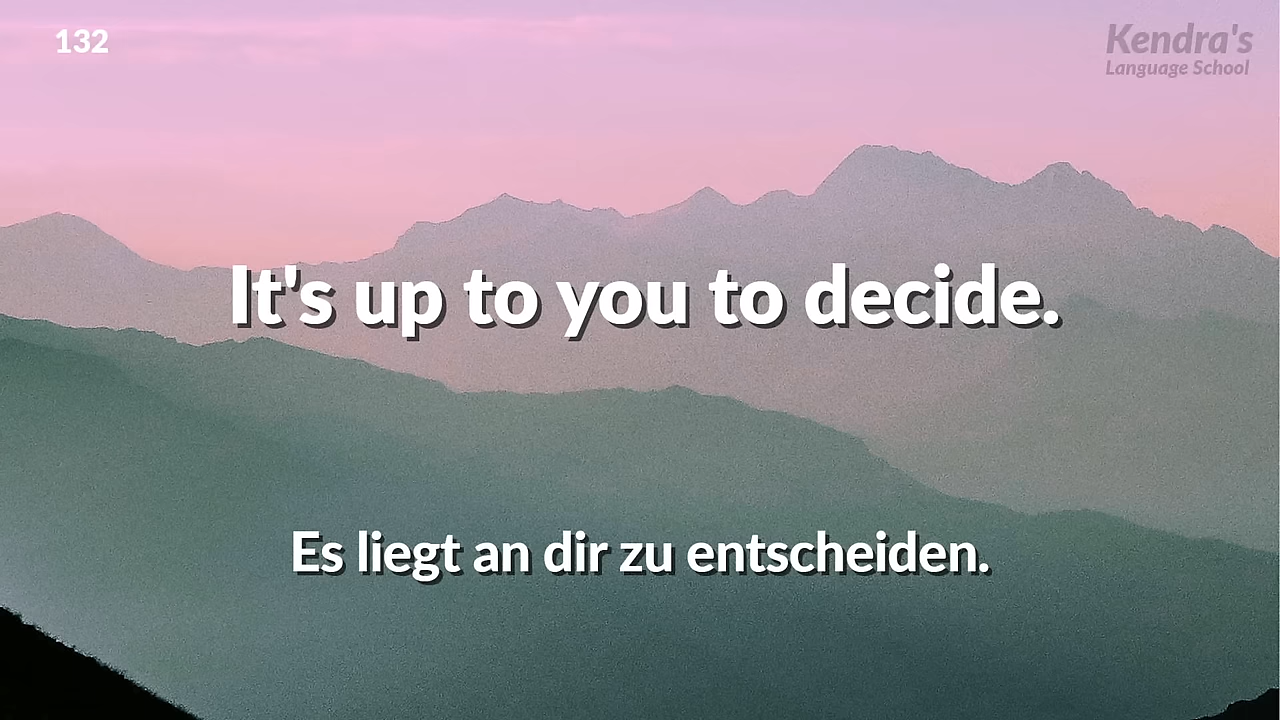 132
Kendra's
Language School
It's up to you to decide.
Es liegt an dir zu entscheiden.